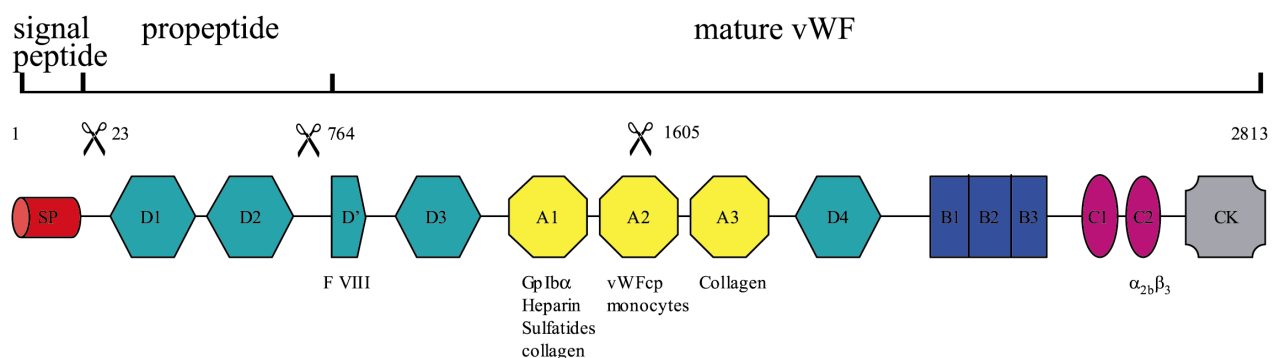 signal peptide
propeptide
mature vWF
1
23
764
1605
2813
SP
D1
D2
D'
D3
A1
A2
A3
D4
B1
B2
B3
C1
C2
CK
F VIII
GpIbα
Heparin
Sulfatides
collagen
vWFcp
monocytes
Collagen
α2bβ3